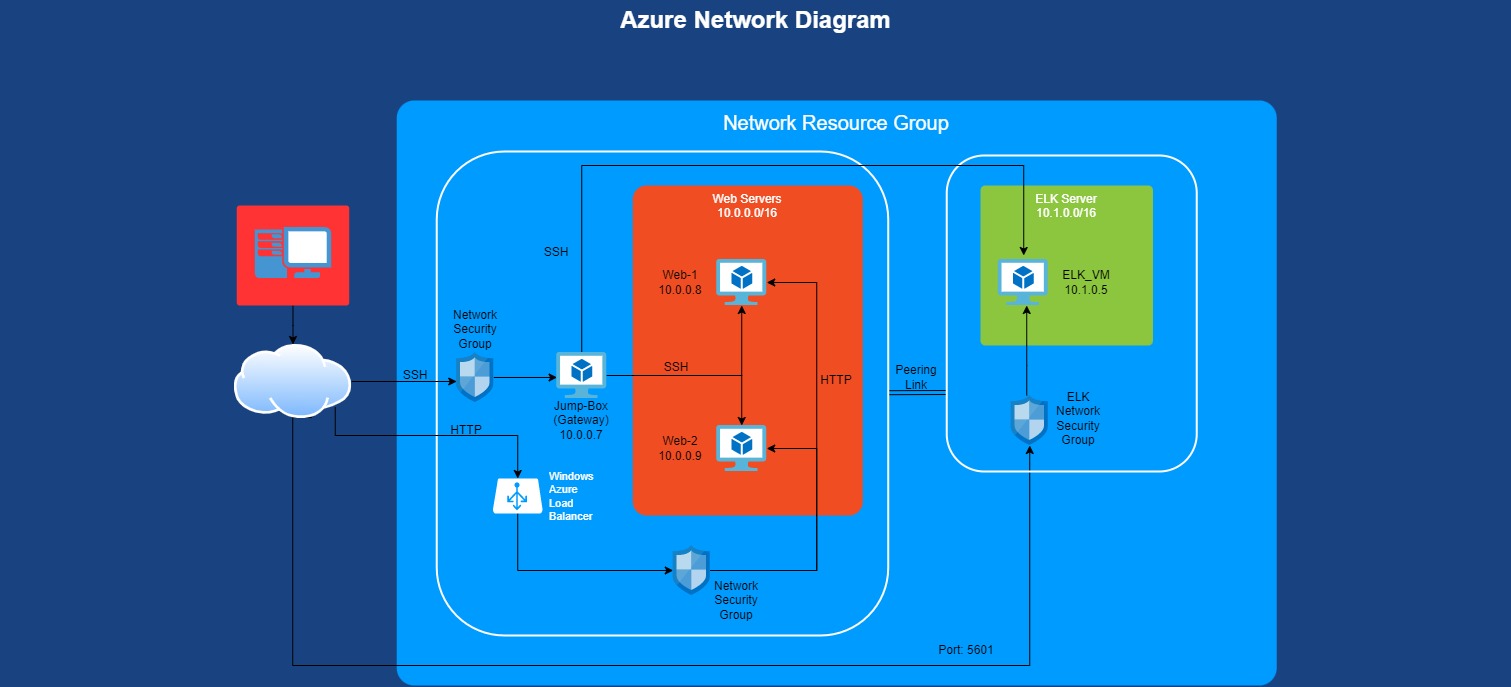 Azure Network Diagram
Network Resource Group
Web Servers
10.0.0.0/16
ELK Server
10.1.0.0/16
SSH
Web-1
10.0.0.8
ELK_VM
10.1.0.5
Network
Security
Group
SSH
SSH
HTTP
Peering
Link
Jump-Box
(Gateway)
10.0.0.7
ELK
Network
Security
Group
HTTP
Web-2
10.0.0.9
Windows
Azure
Load
Balancer
Network
Security
Group
Port: 5601